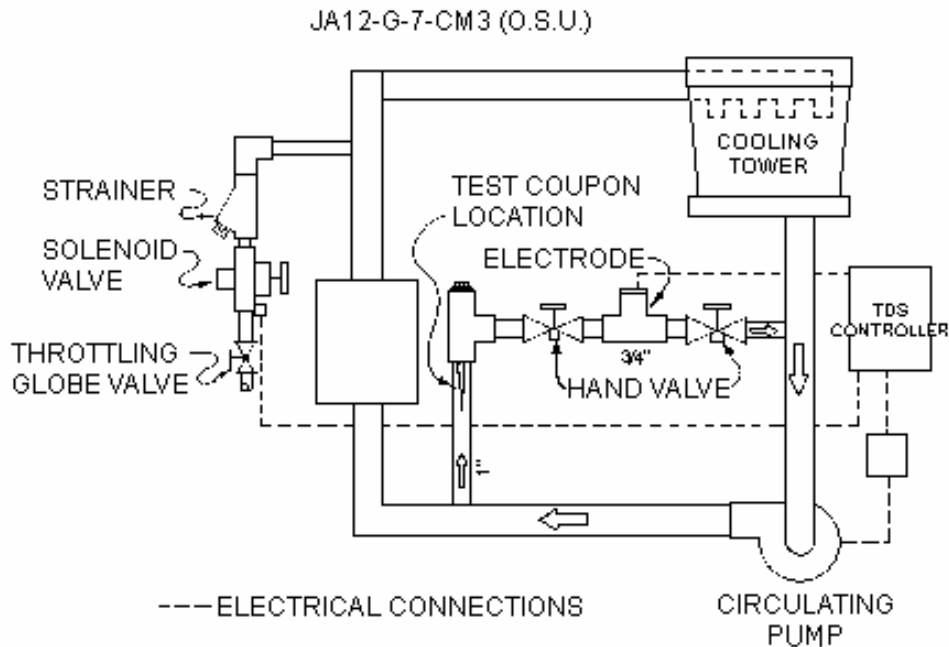 JA12-G-7-CM3 (O.S.U.)
COOLING
TOWER
STRAINER
TEST COUPON
LOCATION
SOLENOID
VALVE
ELECTRODE
TDS
CONTROLLER
THROTTLING
GLOBE VALVE
3/4"
HAND VALVE
1"
----ELECTRICAL CONNECTIONS
CIRCULATING
PUMP